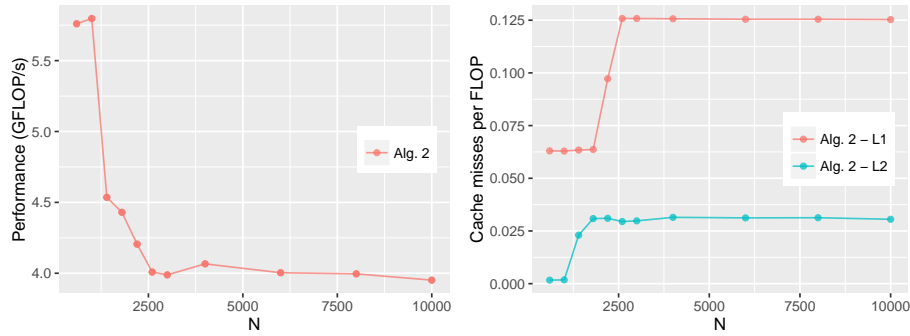 Performance (GFLOP/s)
5.5
5.0
4.5
4.0
2500
5000
7500
10000
N
Alg. 2
Cache misses per FLOP
0.125
0.100
0.075
0.050
0.025
0.000
2500
5000
7500
10000
N
Alg. 2 – L1
Alg. 2 – L2